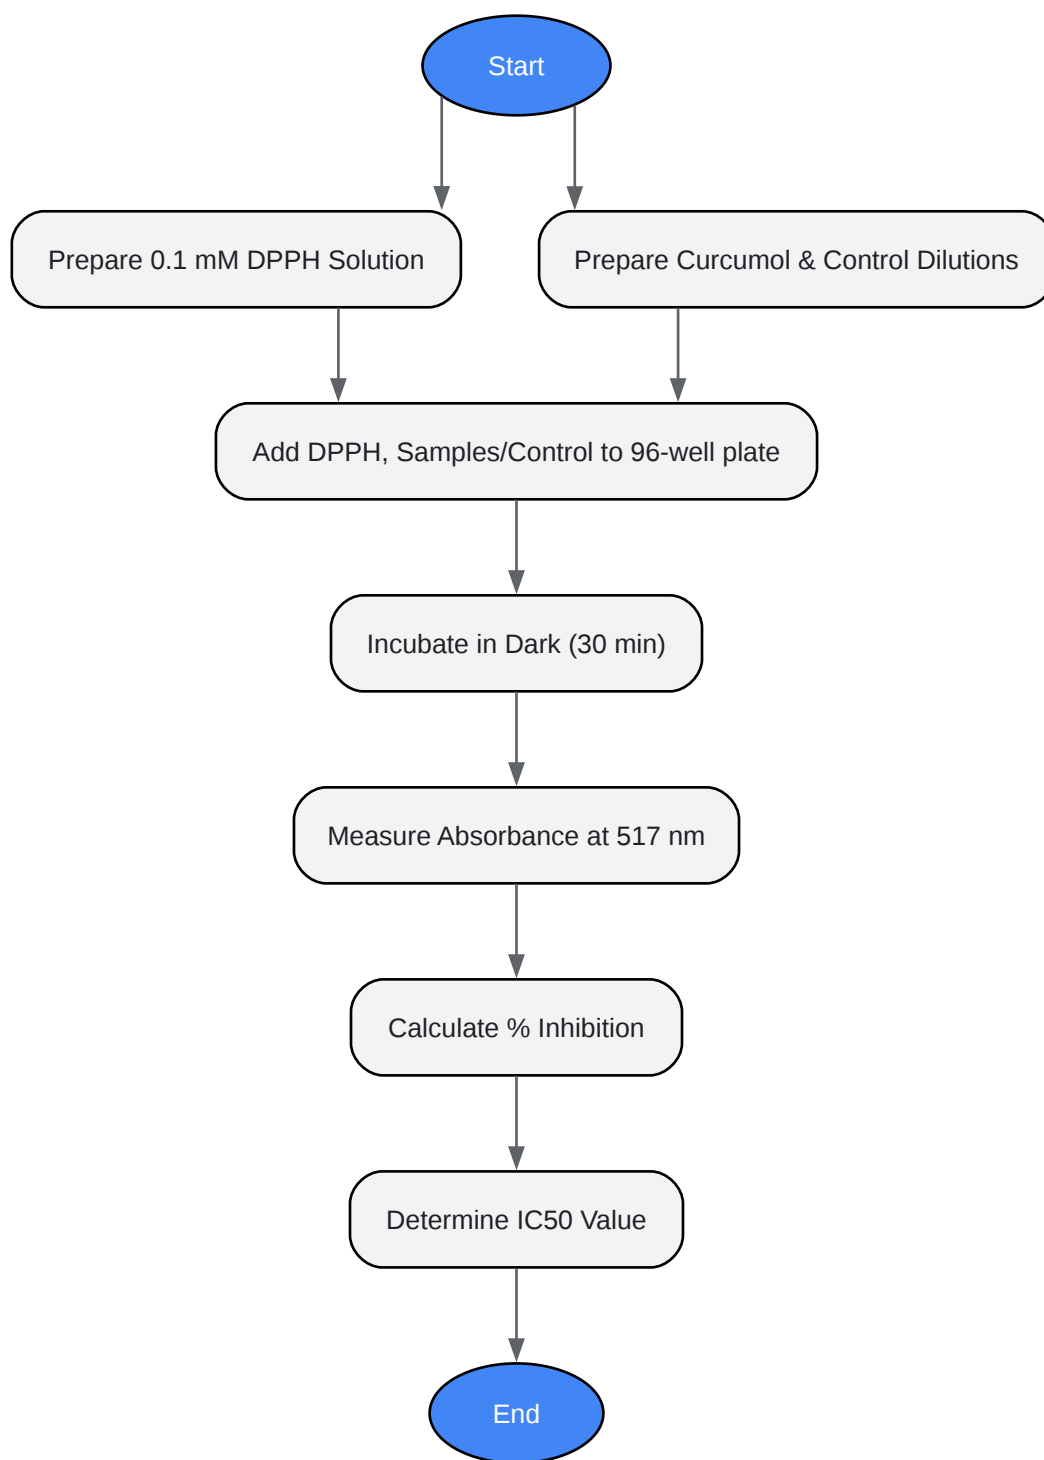 Start
Prepare 0.1 mM DPPH Solution
Prepare Curcumol & Control Dilutions
Add DPPH, Samples/Control to 96-well plate
Incubate in Dark (30 min)
Measure Absorbance at 517 nm
Calculate % Inhibition
Determine IC50 Value
End